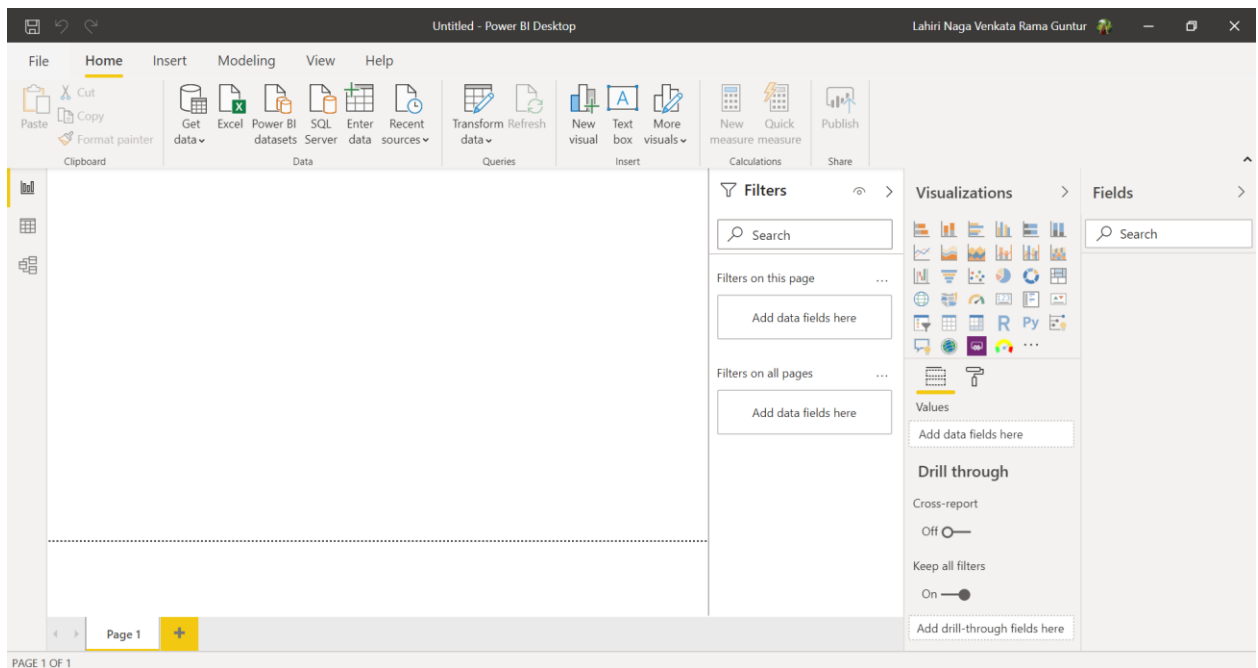 Untitled - Power BI Desktop
Lahiri Naga Venkata Rama Guntur
File Home Insert Modeling View Help
Paste
Cut
Copy
Format painter
Clipboard
Get data
Excel
Power BI datasets
SQL Server
Enter data
Recent sources
Data
Transform data
Refresh
Queries
New visual
Text box
More visuals
Insert
New measure
Quick measure
Calculations
Publish
Share
Filters
Search
Filters on this page ...
Add data fields here
Filters on all pages ...
Add data fields here
Visualizations
R Py
...
Values
Add data fields here
Drill through
Cross-report
Off
Keep all filters
On
Add drill-through fields here
Fields
Search
Page 1
PAGE 1 OF 1